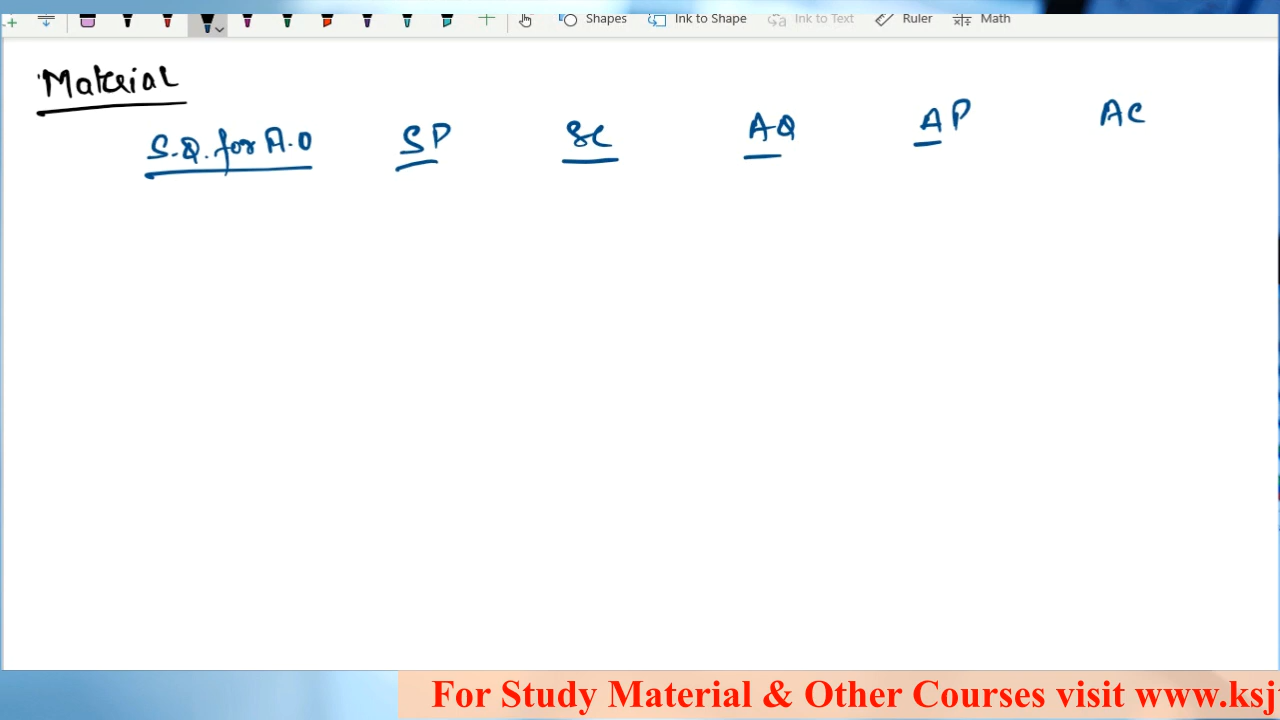 Shapes Ink to Shape Ink to Text Ruler Math
Material
S.Q. for A.O SP SC AQ AP AC
For Study Material & Other Courses visit www.ksj